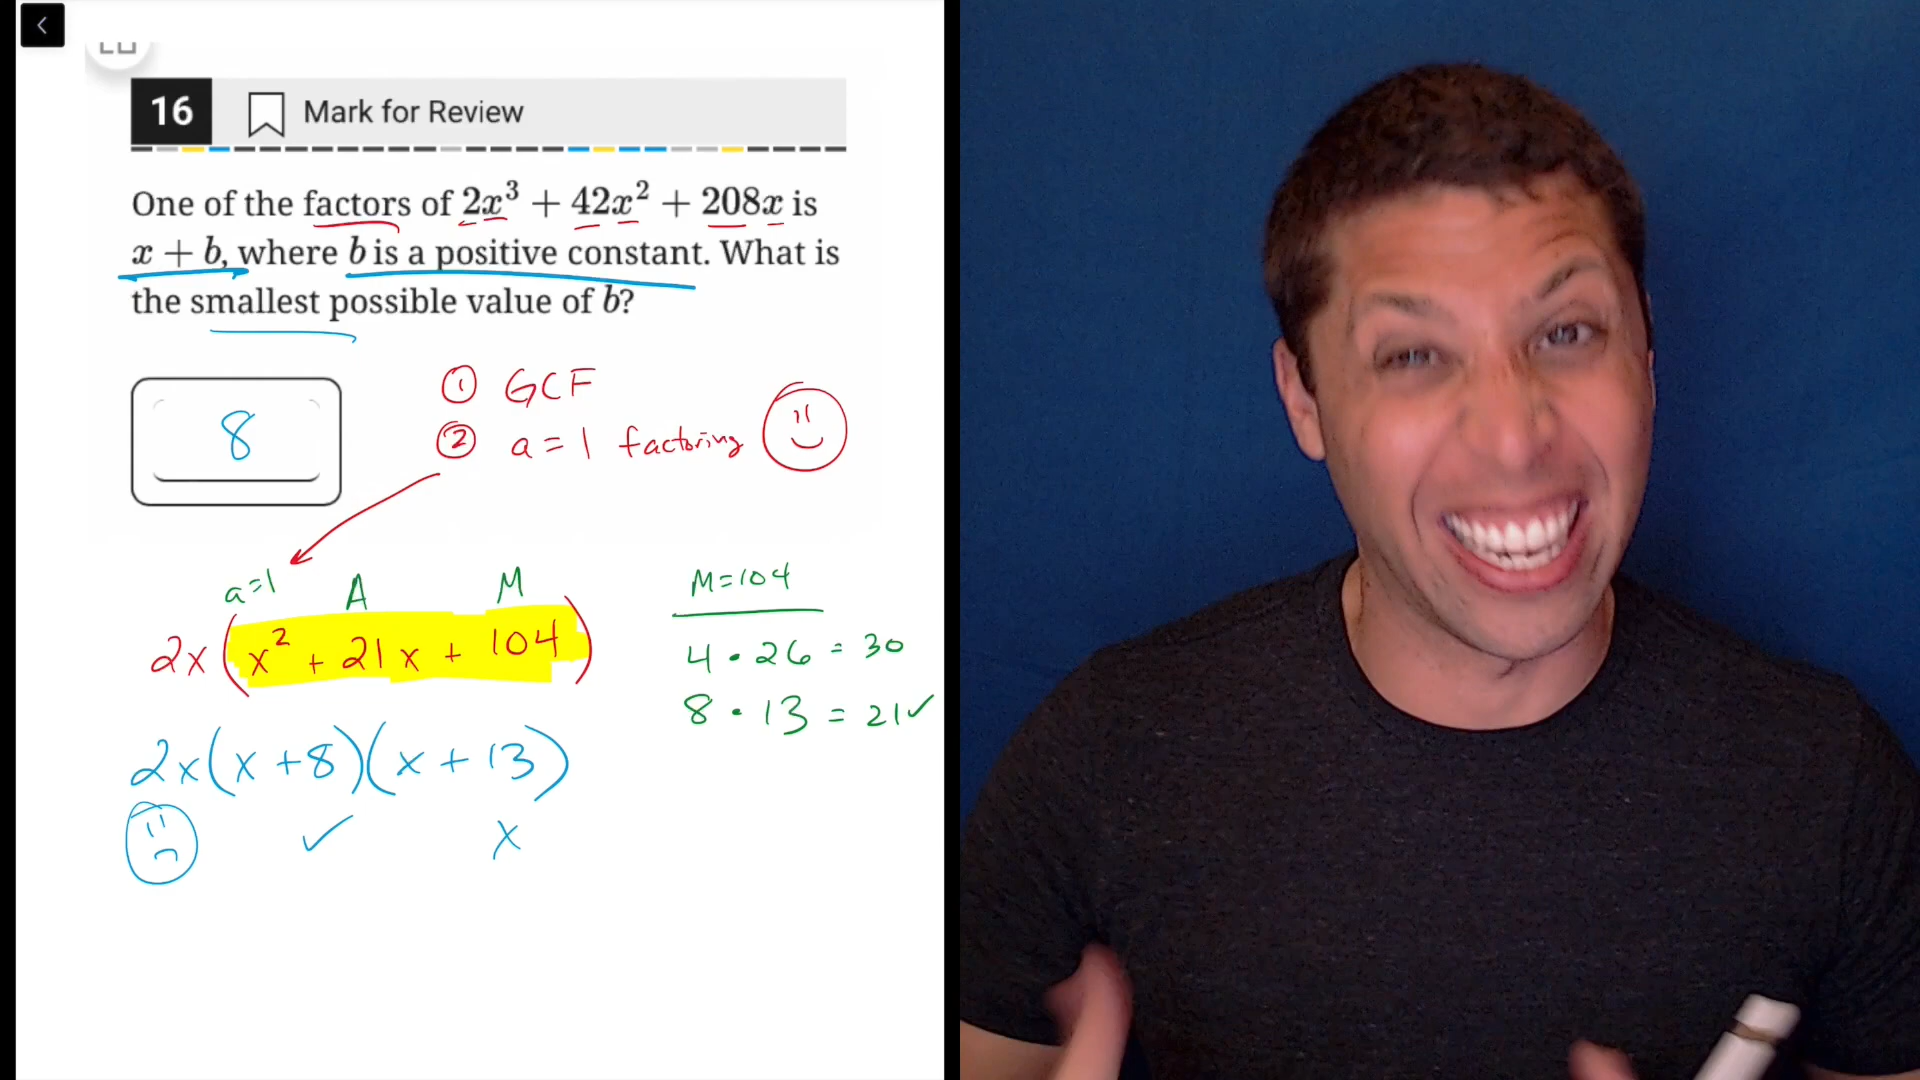 16 Mark for Review
One of the factors of 2x³ + 42x² + 208x is
x + b, where b is a positive constant. What is
the smallest possible value of b?
8
① GCF
② a = 1 factoring
a=1 A M
2x(x² + 21x + 104)
2x(x +8)(x + 13)
✓ x
M=104
4 · 26 = 30
8 · 13 = 21✓